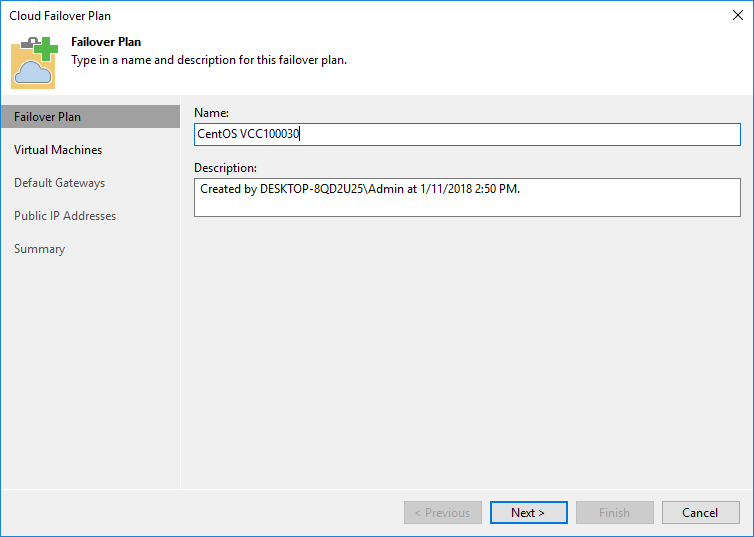 Cloud Failover Plan
Failover Plan
Type in a name and description for this failover plan.
Failover Plan
Virtual Machines
Default Gateways
Public IP Addresses
Summary
Name:
CentOS VCC100030
Description:
Created by DESKTOP-8QD2U25\Admin at 1/11/2018 2:50 PM.
< Previous
Next >
Finish
Cancel